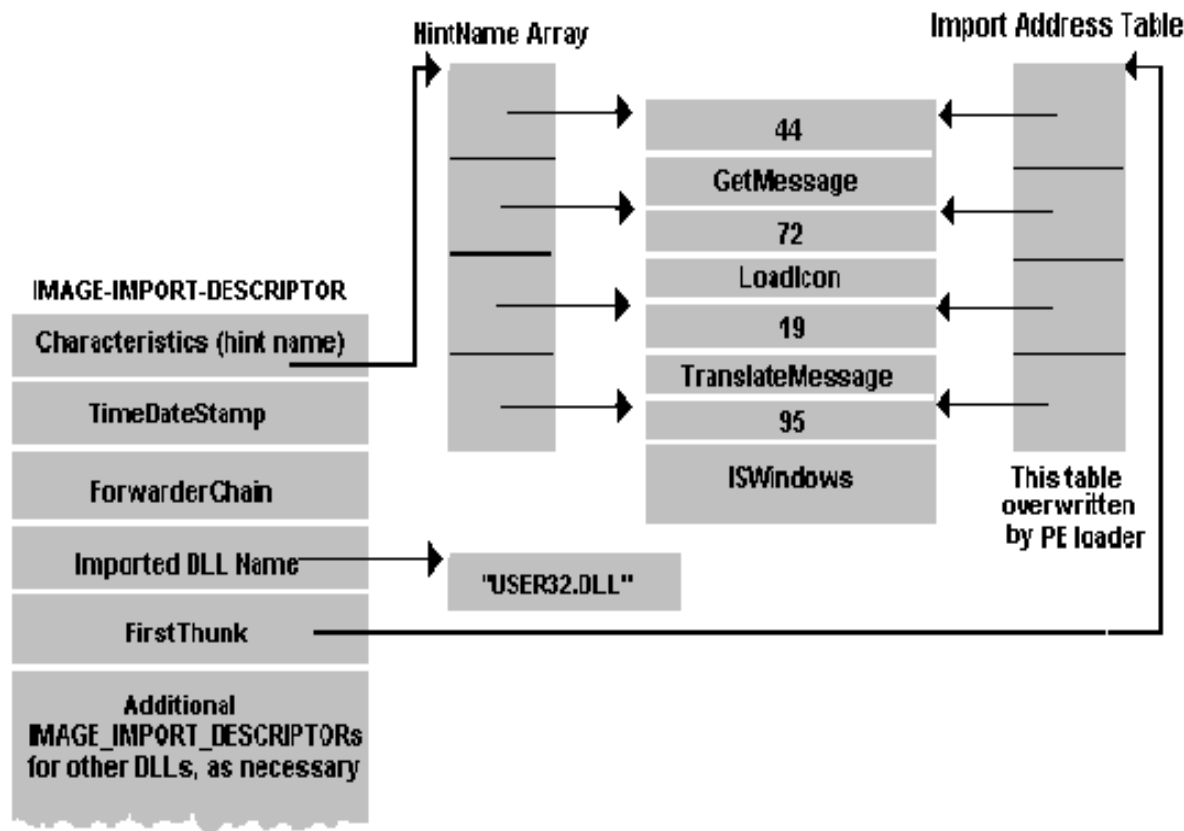 HintName Array
Import Address Table
44
GetMessage
72
LoadIcon
19
TranslateMessage
95
ISWindows
IMAGE-IMPORT-DESCRIPTOR
Characteristics (hint name)
TimeDateStamp
ForwarderChain
Imported DLL Name
FirstThunk
Additional
IMAGE_IMPORT_DESCRIPTORs
for other DLLs, as necessary
"USER32.DLL"
This table
overwritten
by PE loader